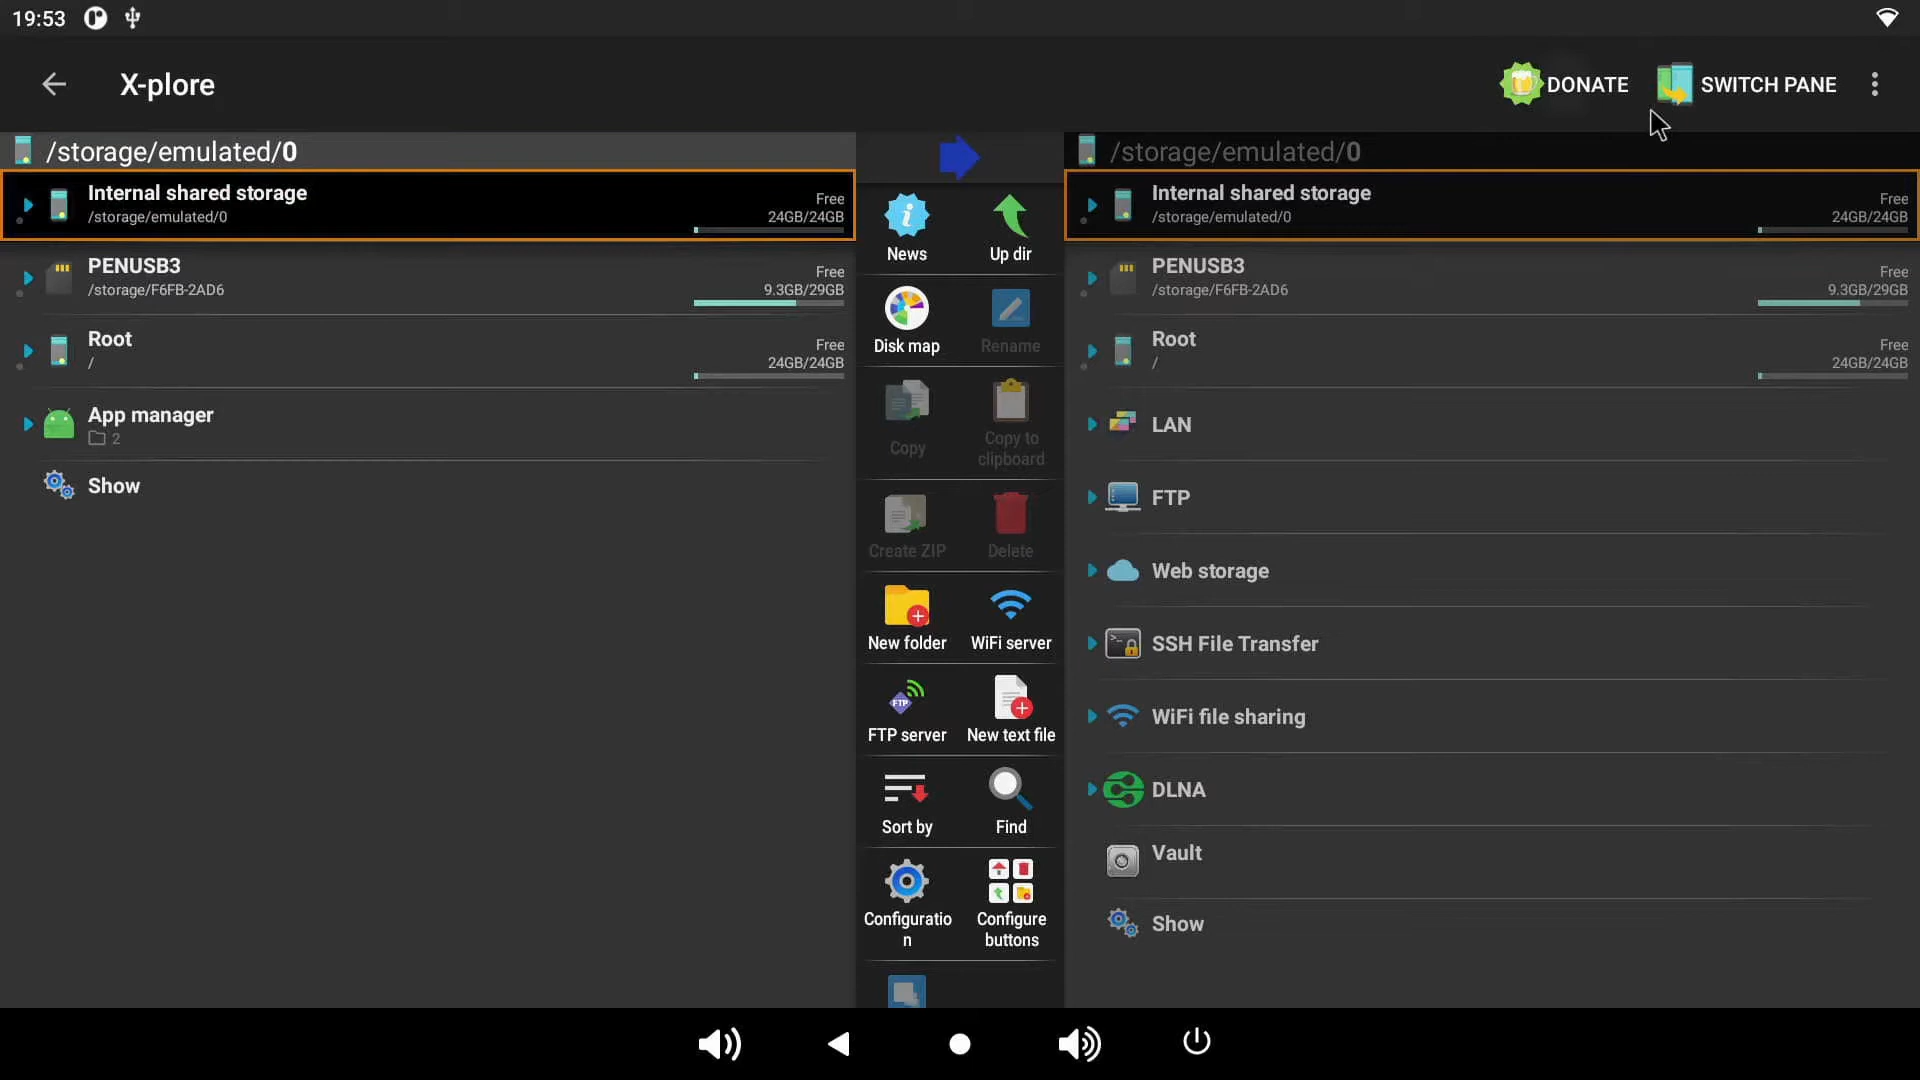 19:53
X-plore
DONATE
SWITCH PANE
/storage/emulated/0
Internal shared storage
/storage/emulated/0
Free
24GB/24GB
PENUSB3
/storage/F6FB-2AD6
Free
9.3GB/29GB
Root
/
Free
24GB/24GB
App manager
2
Show
News
Up dir
Disk map
Rename
Copy
Copy to
clipboard
Create ZIP
Delete
New folder
WiFi server
FTP
FTP server
New text file
Sort by
Find
Configuratio
n
Configure
buttons
/storage/emulated/0
Internal shared storage
/storage/emulated/0
Free
24GB/24GB
PENUSB3
/storage/F6FB-2AD6
Free
9.3GB/29GB
Root
/
Free
24GB/24GB
LAN
FTP
Web storage
SSH File Transfer
WiFi file sharing
DLNA
Vault
Show